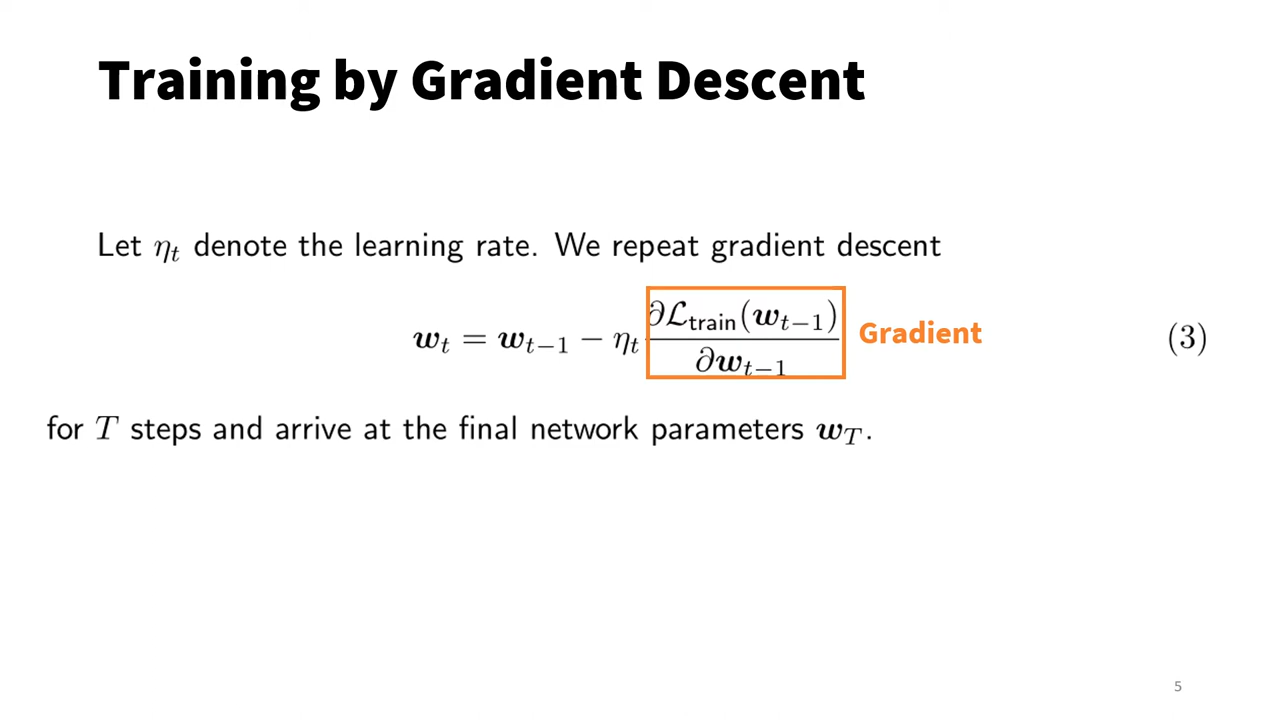 Training by Gradient Descent
Let η_t denote the learning rate. We repeat gradient descent
w_t = w_{t−1} − η_t ∂ℒ_train(w_{t−1}) / ∂w_{t−1} Gradient (3)
for T steps and arrive at the final network parameters w_T.
5